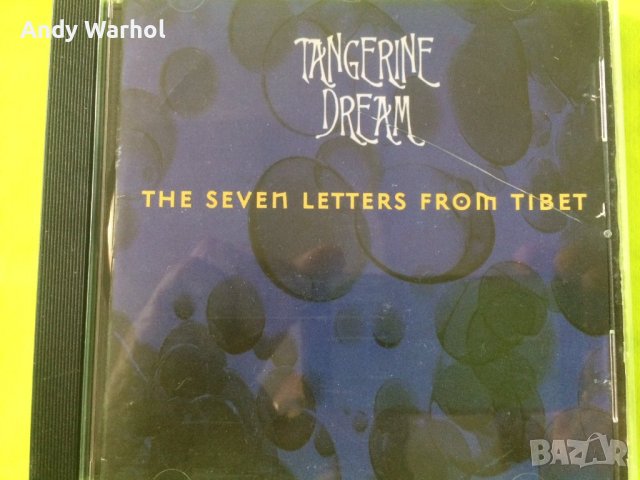 Andy Warhol
TANGERINE
DREAM
THE SEVEN LETTERS FROM TIBET
BAZAR